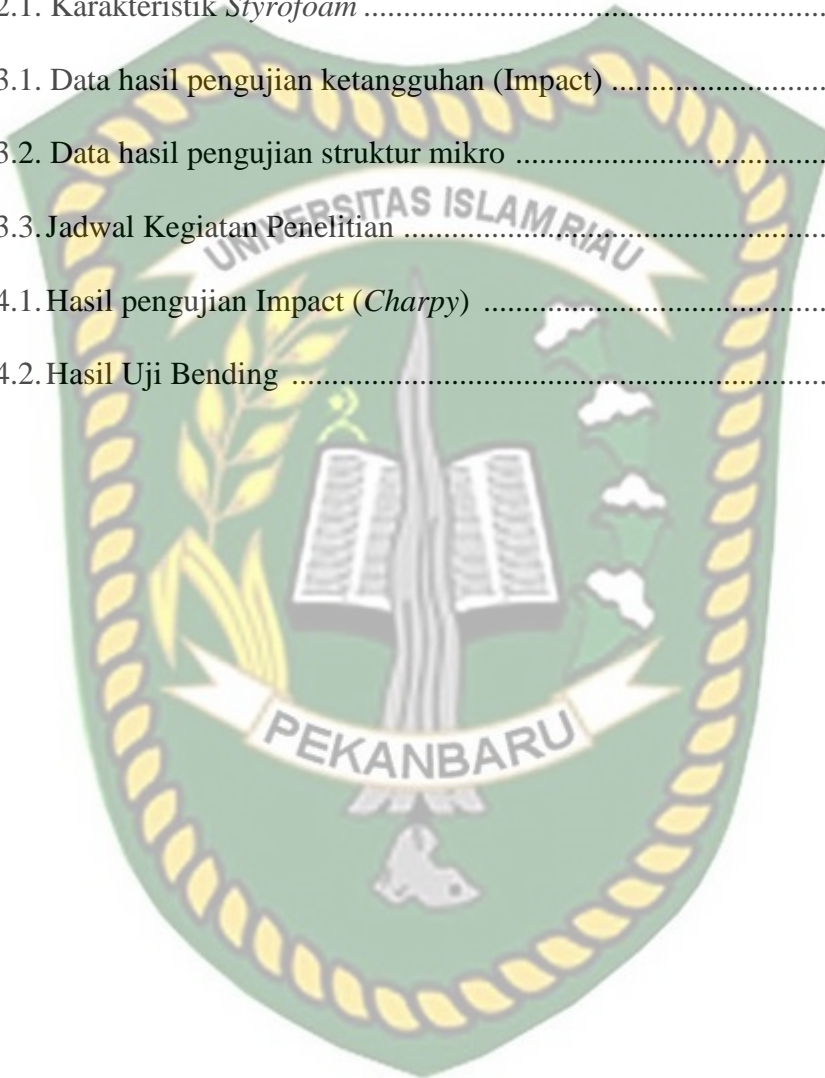 2.1. Karakteristik Styrofoam ....................................................
3.1. Data hasil pengujian ketangguhan (Impact) ...........................
3.2. Data hasil pengujian struktur mikro .......................................
UNIVERSITAS ISLAM RIAU
3.3. Jadwal Kegiatan Penelitian .....................................................
4.1. Hasil pengujian Impact (Charpy) ...........................................
4.2. Hasil Uji Bending ...................................................................
PEKANBARU